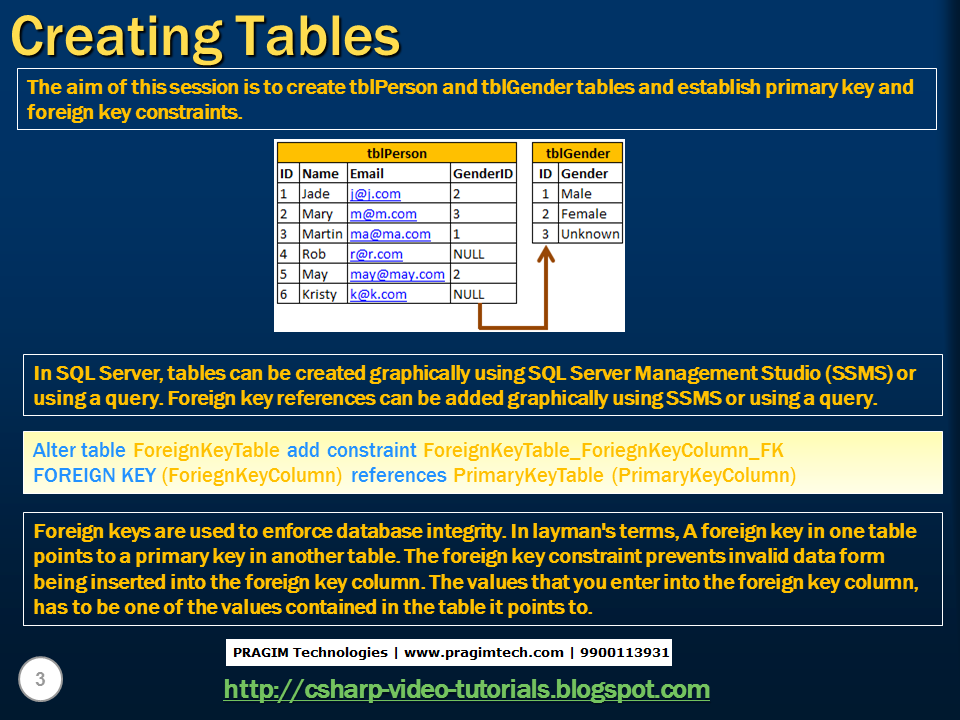 Creating Tables
The aim of this session is to create tblPerson and tblGender tables and establish primary key and
foreign key constraints.
tblPerson
ID Name Email GenderID
1 Jade j@j.com 2
2 Mary m@m.com 3
3 Martin ma@ma.com 1
4 Rob r@r.com NULL
5 May may@may.com 2
6 Kristy k@k.com NULL
tblGender
ID Gender
1 Male
2 Female
3 Unknown
In SQL Server, tables can be created graphically using SQL Server Management Studio (SSMS) or
using a query. Foreign key references can be added graphically using SSMS or using a query.
Alter table ForeignKeyTable add constraint ForeignKeyTable_ForiegnKeyColumn_FK
FOREIGN KEY (ForiegnKeyColumn) references PrimaryKeyTable (PrimaryKeyColumn)
Foreign keys are used to enforce database integrity. In layman's terms, A foreign key in one table
points to a primary key in another table. The foreign key constraint prevents invalid data form
being inserted into the foreign key column. The values that you enter into the foreign key column,
has to be one of the values contained in the table it points to.
PRAGIM Technologies | www.pragimtech.com | 9900113931
3
http://csharp-video-tutorials.blogspot.com